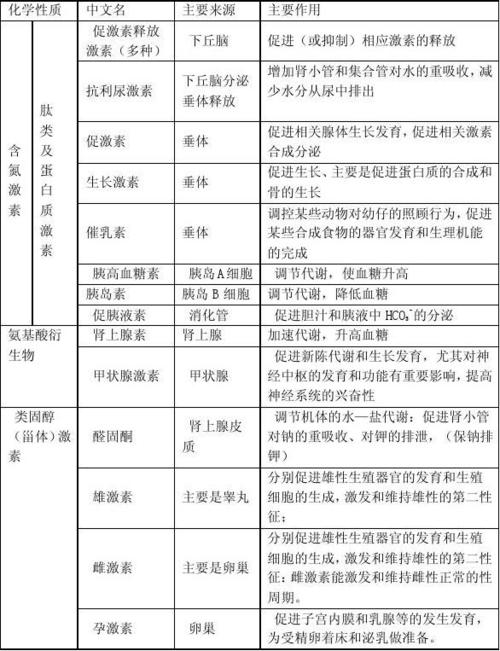 化学性质 中文名 主要来源 主要作用
含氮激素
肽类及蛋白质激素
促激素释放
激素（多种）
下丘脑
促进（或抑制）相应激素的释放
抗利尿激素
下丘脑分泌
垂体释放
增加肾小管和集合管对水的重吸收，减
少水分从尿中排出
促激素
垂体
促进相关腺体生长发育，促进相关激素
合成分泌
生长激素
垂体
促进生长、主要是促进蛋白质的合成和
骨的生长
催乳素
垂体
调控某些动物对幼仔的照顾行为，促进
某些合成食物的器官发育和生理机能
的完成
胰高血糖素 胰岛A细胞 调节代谢，使血糖升高
胰岛素 胰岛B细胞 调节代谢，降低血糖
促胰液素 消化管 促进胆汁和胰液中HCO₃⁻的分泌
氨基酸衍
生物
肾上腺素 肾上腺 加速代谢，升高血糖
甲状腺激素
甲状腺
促进新陈代谢和生长发育，尤其对神
经中枢的发育和功能有重要影响，提高
神经系统的兴奋性
类固醇
（甾体）激
素
醛固酮
肾上腺皮
质
调节机体的水—盐代谢：促进肾小管
对钠的重吸收、对钾的排泄，（保钠排
钾）
雄激素
主要是睾丸
分别促进雄性生殖器官的发育和生殖
细胞的生成，激发和维持雄性的第二性
征；
雌激素
主要是卵巢
分别促进雄性生殖器官的发育和生殖
细胞的生成，激发和维持雄性的第二性
征：雌激素能激发和维持雌性正常的性
周期。
孕激素
卵巢
促进子宫内膜和乳腺等的发生发育，
为受精卵着床和泌乳做准备。